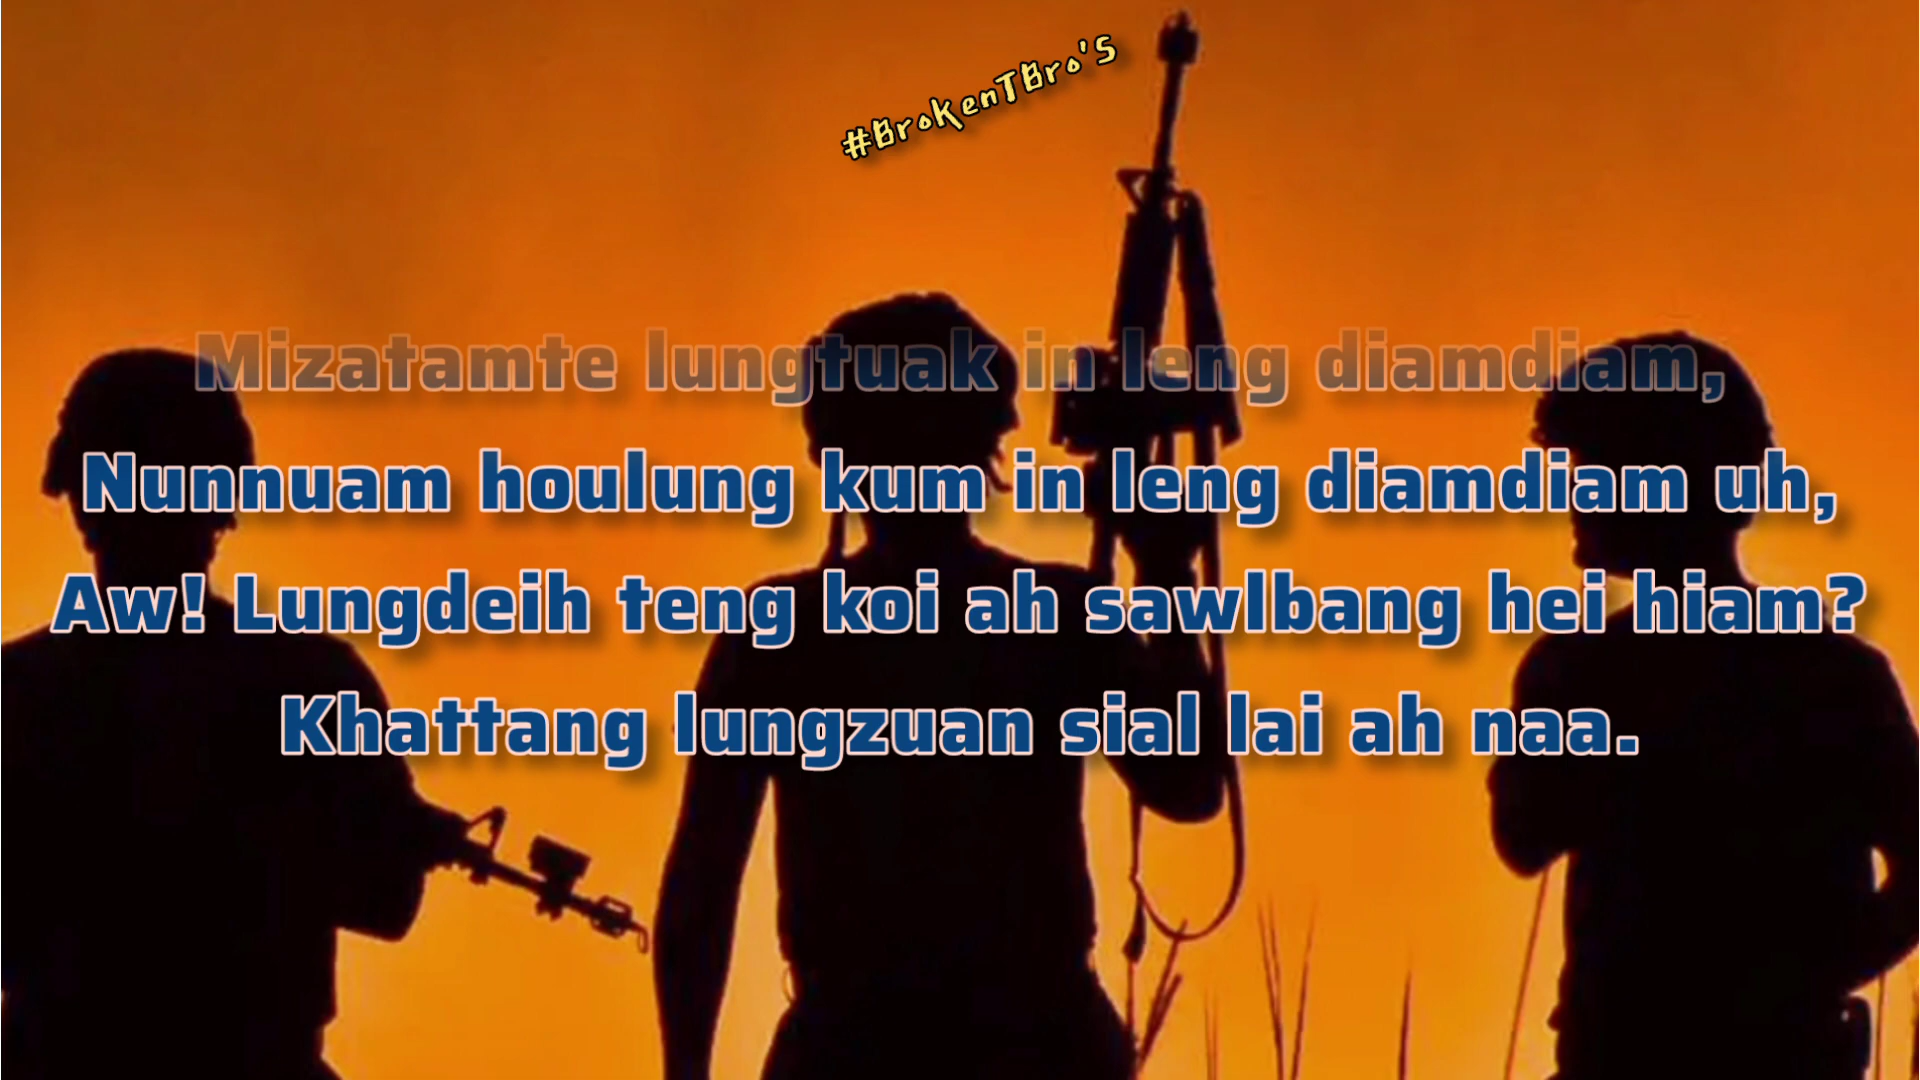 #BrokenTBro's
Mizatamte lungtuak in leng diamdiam,
Nunnuam houlung kum in leng diamdiam uh,
Aw! Lungdeih teng koi ah sawlbang hei hiam?
Khattang lungzuan sial lai ah naa.